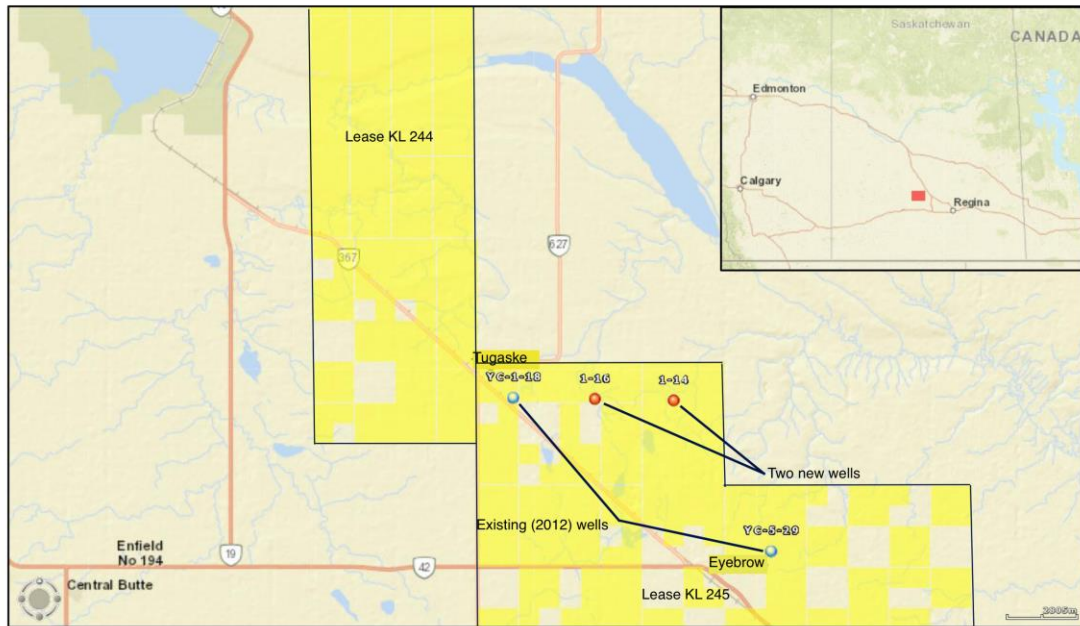 Saskatchewan
CANADA
Edmonton
Calgary
Regina
Lease KL 244
627
367
Tugaske
YC-1-18
1-16
1-14
Two new wells
Existing (2012) wells
YC-5-29
Eyebrow
Enfield
No 194
19
42
Central Butte
Lease KL 245
2005m